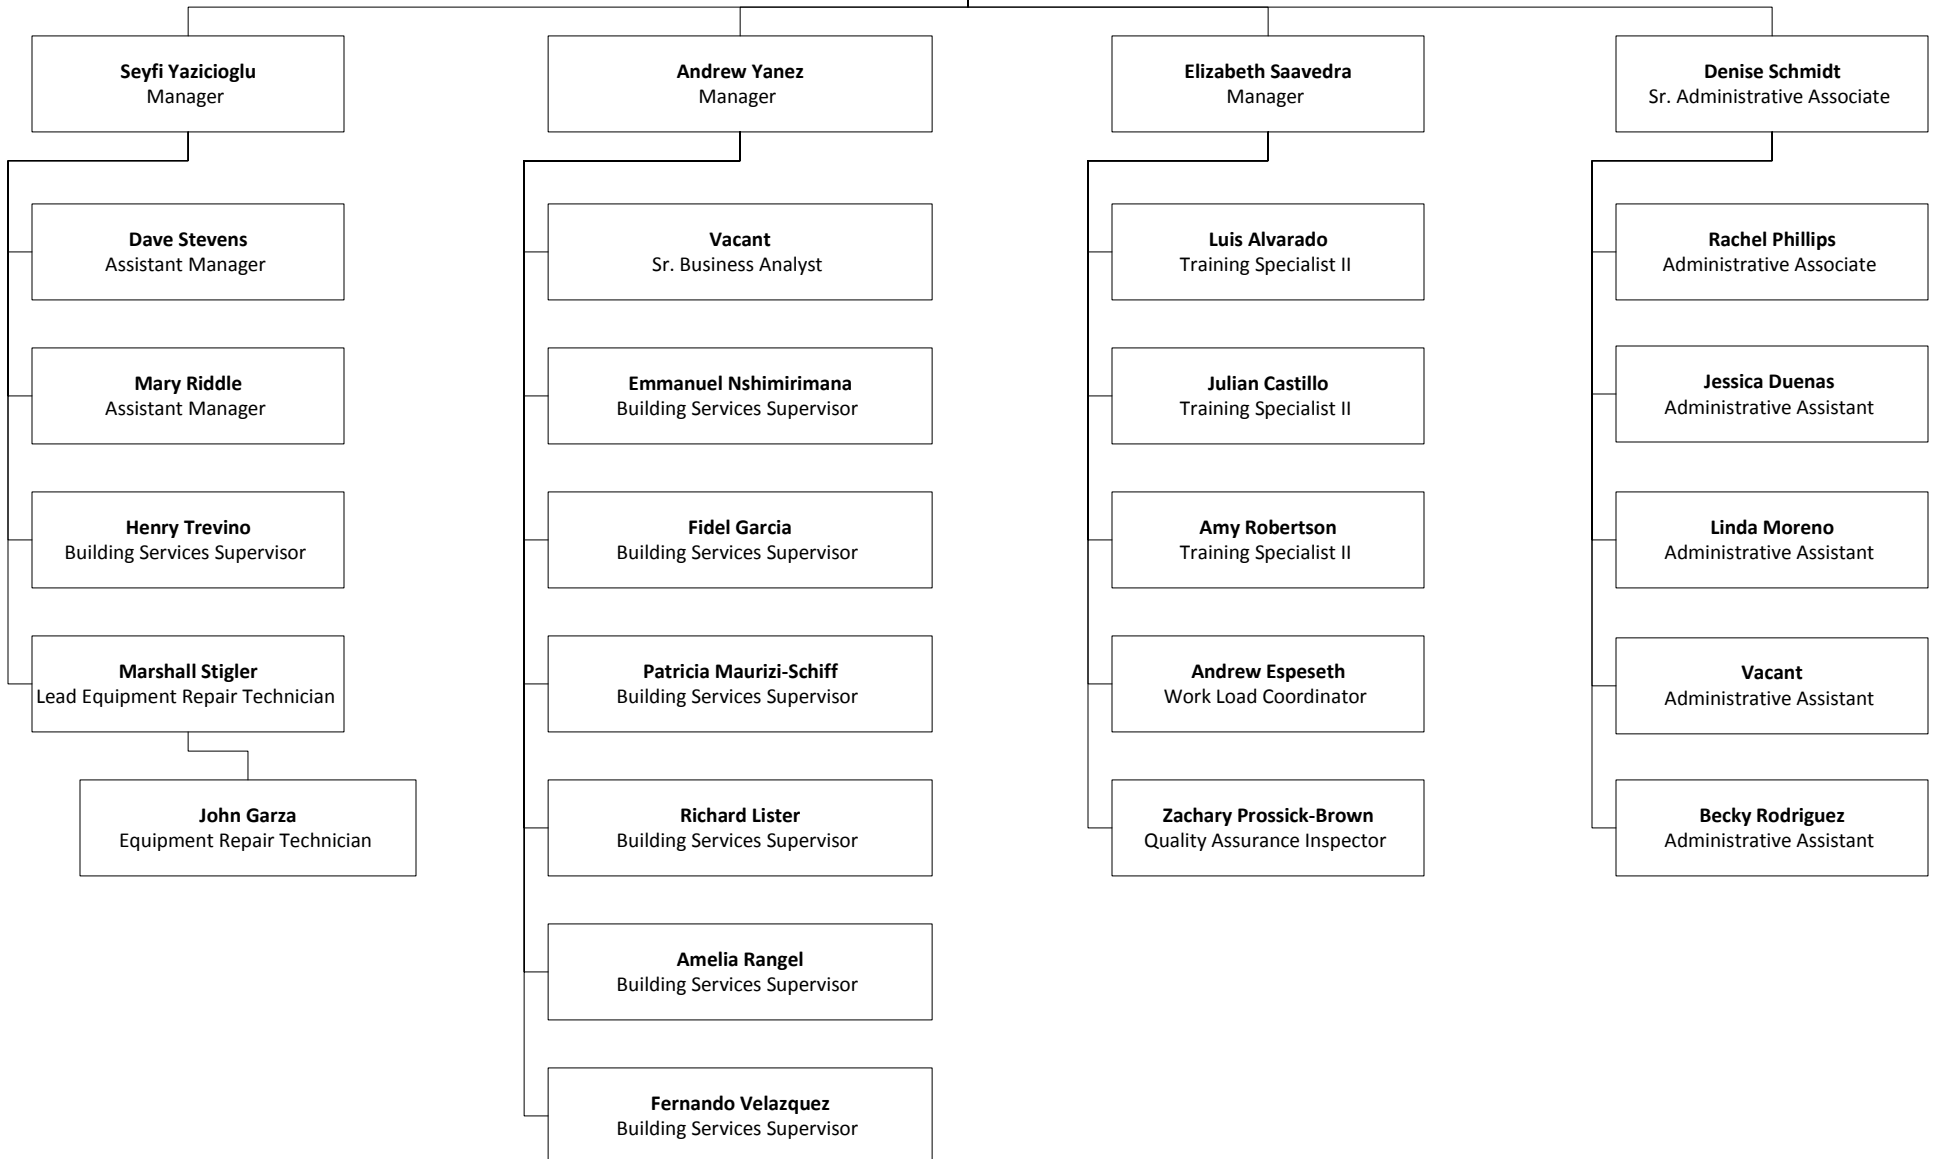 Seyfi Yazicioglu
Manager
Andrew Yanez
Manager
Elizabeth Saavedra
Manager
Denise Schmidt
Sr. Administrative Associate
Dave Stevens
Assistant Manager
Mary Riddle
Assistant Manager
Henry Trevino
Building Services Supervisor
Marshall Stigler
Lead Equipment Repair Technician
John Garza
Equipment Repair Technician
Vacant
Sr. Business Analyst
Emmanuel Nshimirimana
Building Services Supervisor
Fidel Garcia
Building Services Supervisor
Patricia Maurizi-Schiff
Building Services Supervisor
Richard Lister
Building Services Supervisor
Amelia Rangel
Building Services Supervisor
Fernando Velazquez
Building Services Supervisor
Luis Alvarado
Training Specialist II
Julian Castillo
Training Specialist II
Amy Robertson
Training Specialist II
Andrew Espeseth
Work Load Coordinator
Zachary Prossick-Brown
Quality Assurance Inspector
Rachel Phillips
Administrative Associate
Jessica Duenas
Administrative Assistant
Linda Moreno
Administrative Assistant
Vacant
Administrative Assistant
Becky Rodriguez
Administrative Assistant